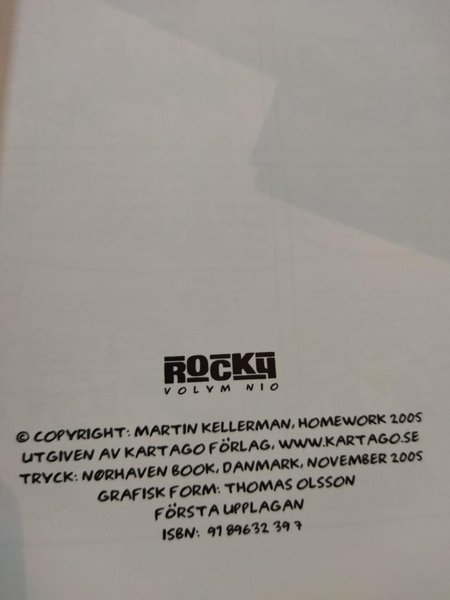 ROCKY
VOLYM NIO
© COPYRIGHT: MARTIN KELLERMAN, HOMEWORK 2005
UTGIVEN AV KARTAGO FÖRLAG, WWW.KARTAGO.SE
TRYCK: NØRHAVEN BOOK, DANMARK, NOVEMBER 2005
GRAFISK FORM: THOMAS OLSSON
FÖRSTA UPPLAGAN
ISBN: 91 89632 39 7